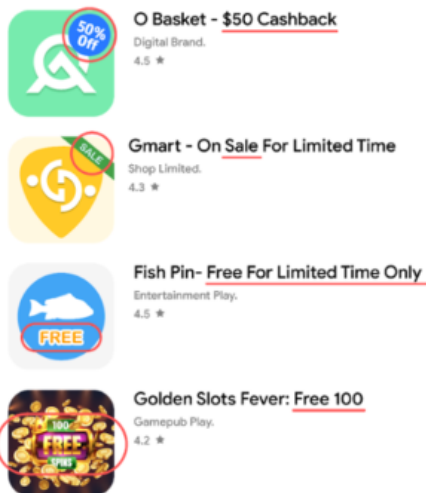 50%
Off
O Basket - $50 Cashback
Digital Brand.
4.5 ★
SALE
Gmart - On Sale For Limited Time
Shop Limited.
4.3 ★
FREE
Fish Pin- Free For Limited Time Only
Entertainment Play.
4.5 ★
100
FREE
SPINS
Golden Slots Fever: Free 100
Gamepub Play.
4.2 ★